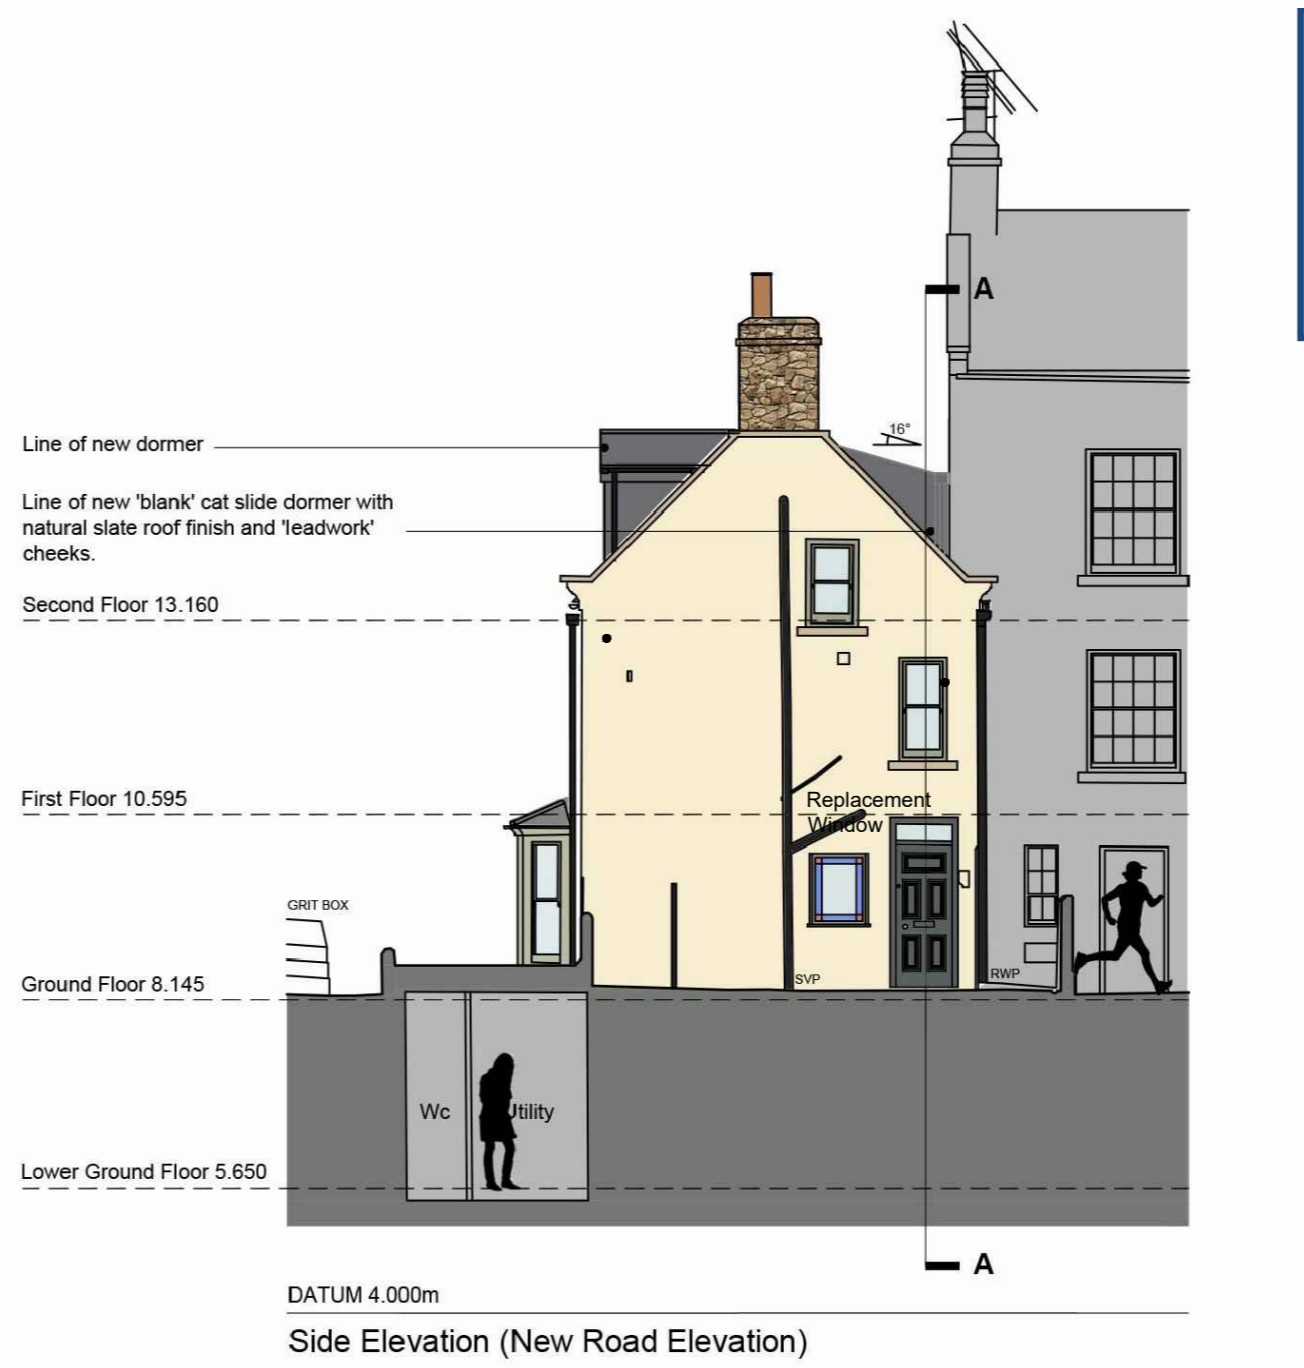 A
16°
Line of new dormer
Line of new 'blank' cat slide dormer with
natural slate roof finish and 'leadwork'
cheeks.
Second Floor 13.160
First Floor 10.595
Replacement
Window
GRIT BOX
Ground Floor 8.145
SVP
RWP
Wc
Utility
Lower Ground Floor 5.650
A
DATUM 4.000m
Side Elevation (New Road Elevation)